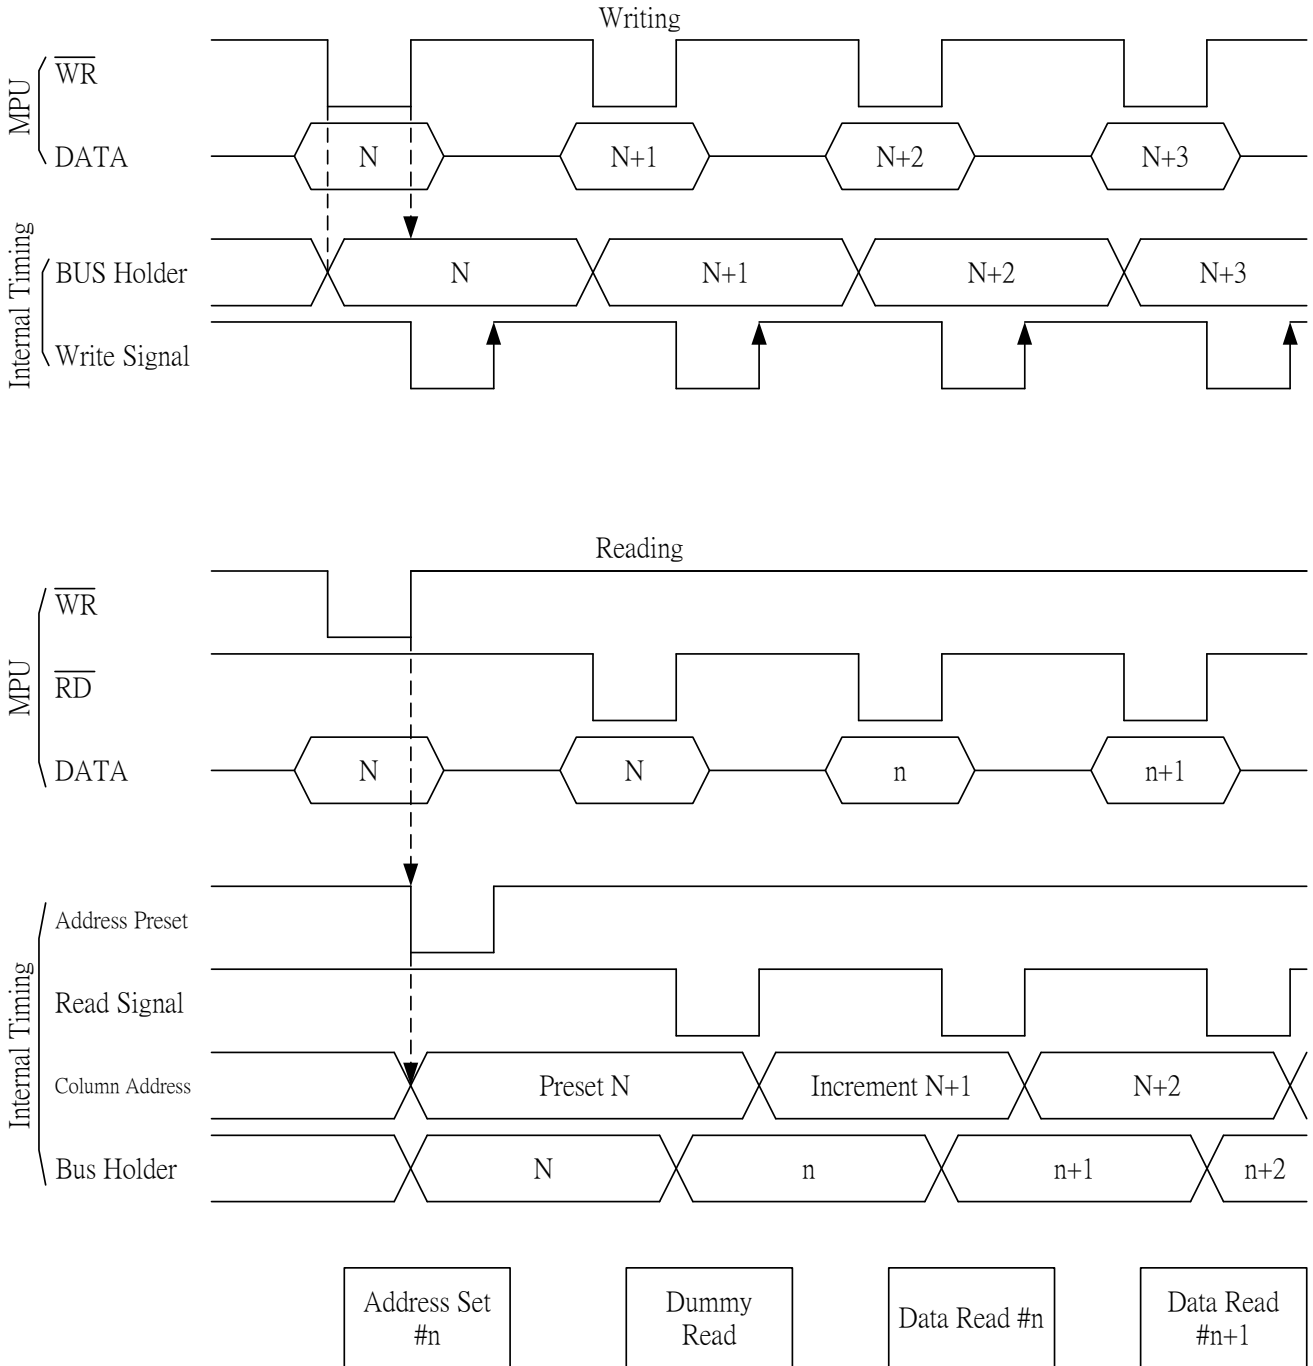 Writing
MPU
WR
DATA
N
N+1
N+2
N+3
Internal Timing
BUS Holder
N
N+1
N+2
N+3
Write Signal
Reading
MPU
WR
RD
DATA
N
N
n
n+1
Internal Timing
Address Preset
Read Signal
Column Address
Preset N
Increment N+1
N+2
Bus Holder
N
n
n+1
n+2
Address Set
#n
Dummy
Read
Data Read #n
Data Read
#n+1